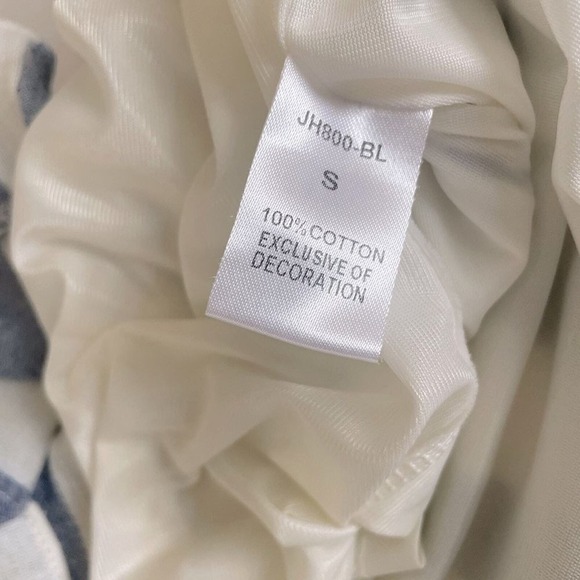 JH800-BL
S
100%COTTON
EXCLUSIVE OF
DECORATION